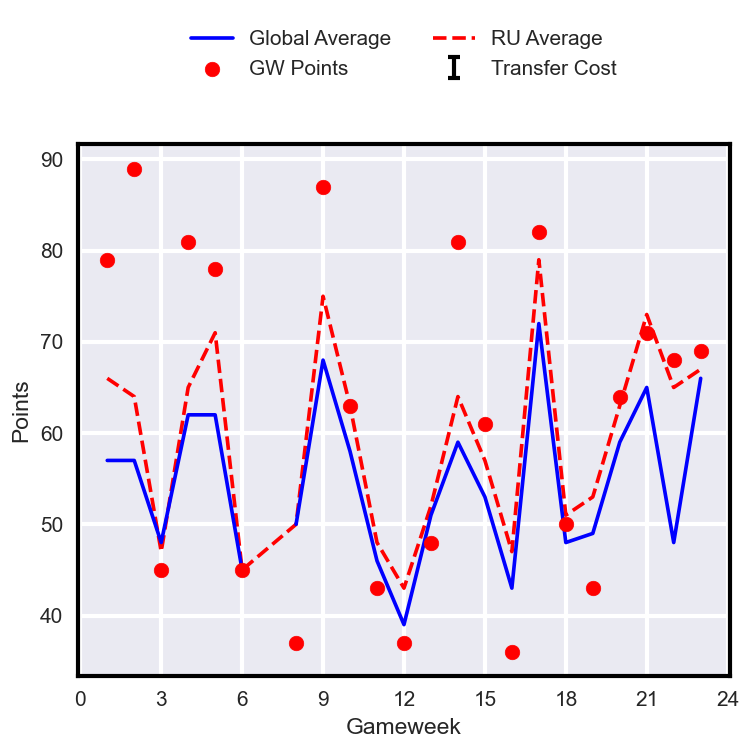 Global Average
RU Average
GW Points
Transfer Cost
90
80
70
60
50
40
Points
0 3 6 9 12 15 18 21 24
Gameweek